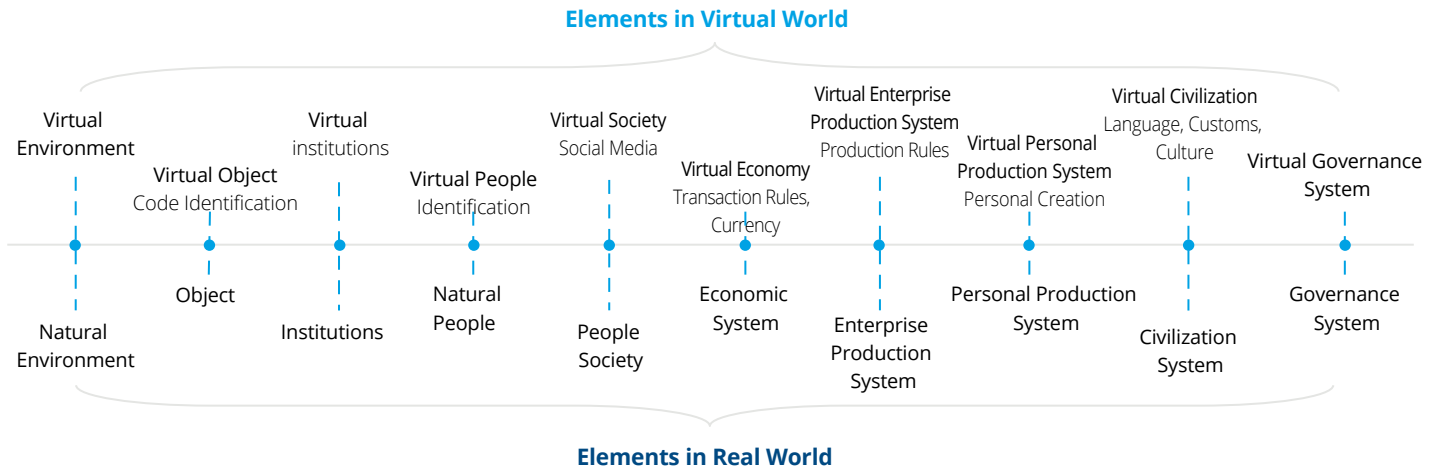 Elements in Virtual World
Virtual
Environment
Virtual Object
Code Identification
Virtual
institutions
Virtual People
Identification
Virtual Society
Social Media
Virtual Economy
Transaction Rules,
Currency
Virtual Enterprise
Production System
Production Rules
Virtual Personal
Production System
Personal Creation
Virtual Civilization
Language, Customs,
Culture
Virtual Governance
System
Natural
Environment
Object
Institutions
Natural
People
People
Society
Economic
System
Enterprise
Production
System
Personal Production
System
Civilization
System
Governance
System
Elements in Real World